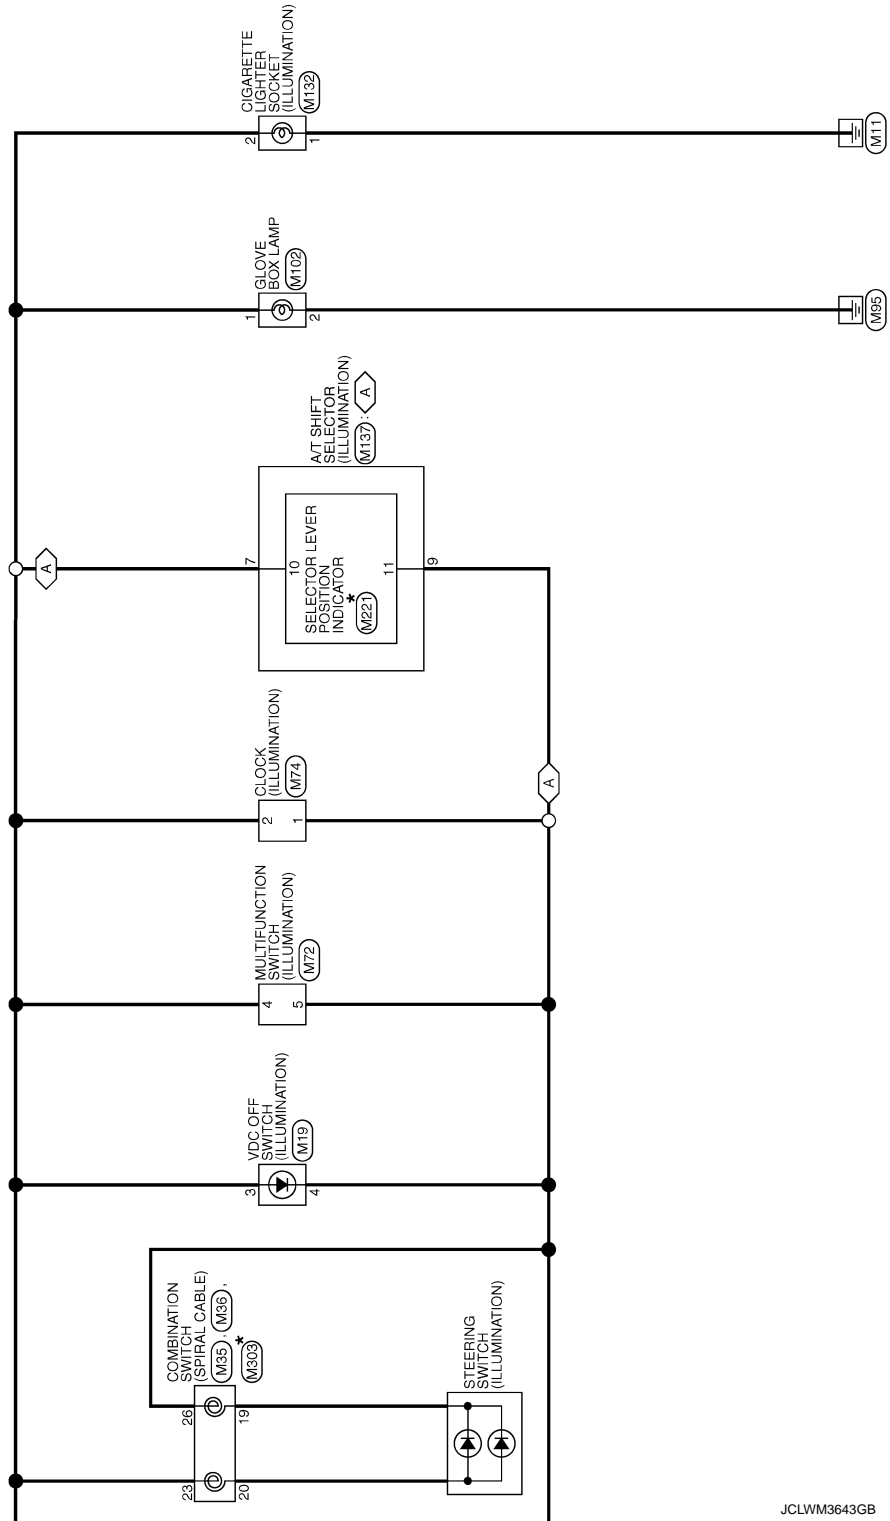 CIGARETTE
LIGHTER
SOCKET
(ILLUMINATION)
M132
2
1
M11
GLOVE
BOX LAMP
M102
1
2
M95
A/T SHIFT
SELECTOR
(ILLUMINATION)
M137 : A
A
7
10
SELECTOR LEVER
POSITION
INDICATOR
*
M221
11
9
CLOCK
(ILLUMINATION)
M74
2
1
A
MULTIFUNCTION
SWITCH
(ILLUMINATION)
M72
4
5
VDC OFF
SWITCH
(ILLUMINATION)
M19
3
4
COMBINATION
SWITCH
(SPIRAL CABLE)
M35 , M36 ,
*
M303
26
19
23
20
STEERING
SWITCH
(ILLUMINATION)
JCLWM3643GB